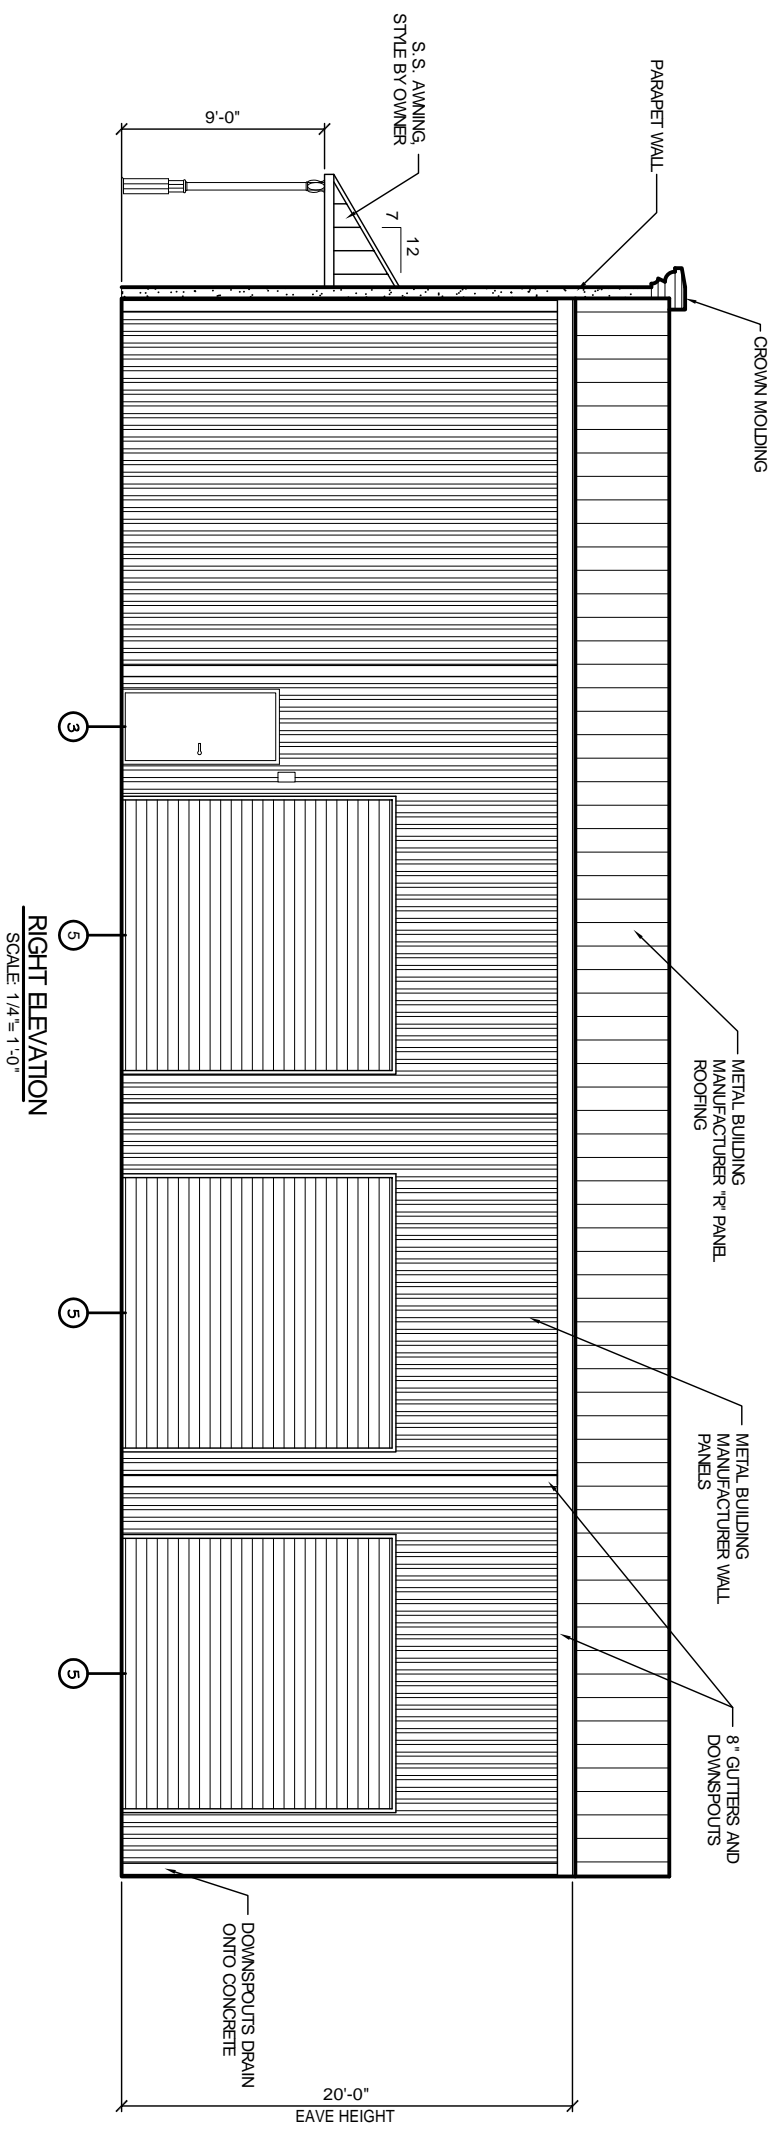 CROWN MOLDING
PARAPET WALL
S.S. AWNING,
STYLE BY OWNER
12
7
9'-0"
METAL BUILDING
MANUFACTURER "R" PANEL
ROOFING
METAL BUILDING
MANUFACTURER WALL
PANELS
8" GUTTERS AND
DOWNSPOUTS
DOWNSPOUTS DRAIN
ONTO CONCRETE
20'-0"
EAVE HEIGHT
3
5
5
5
RIGHT ELEVATION
SCALE: 1/4"= 1'-0"